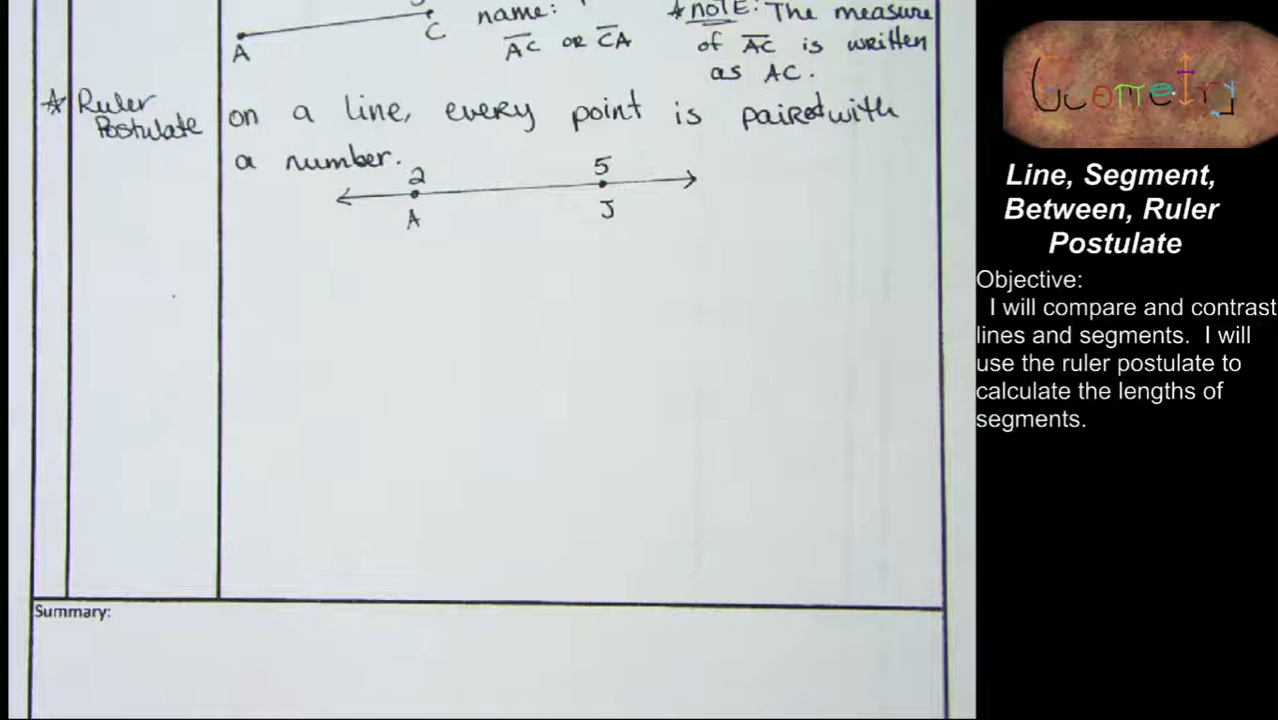 name:
A
C
AC OR CA
* NOTE: The measure
of AC is written
as AC.
* Ruler
Postulate
on a line, every point is paired with
a number.
2
5
A
J
Summary:
Geometry
Line, Segment,
Between, Ruler
Postulate
Objective:
I will compare and contrast
lines and segments. I will
use the ruler postulate to
calculate the lengths of
segments.